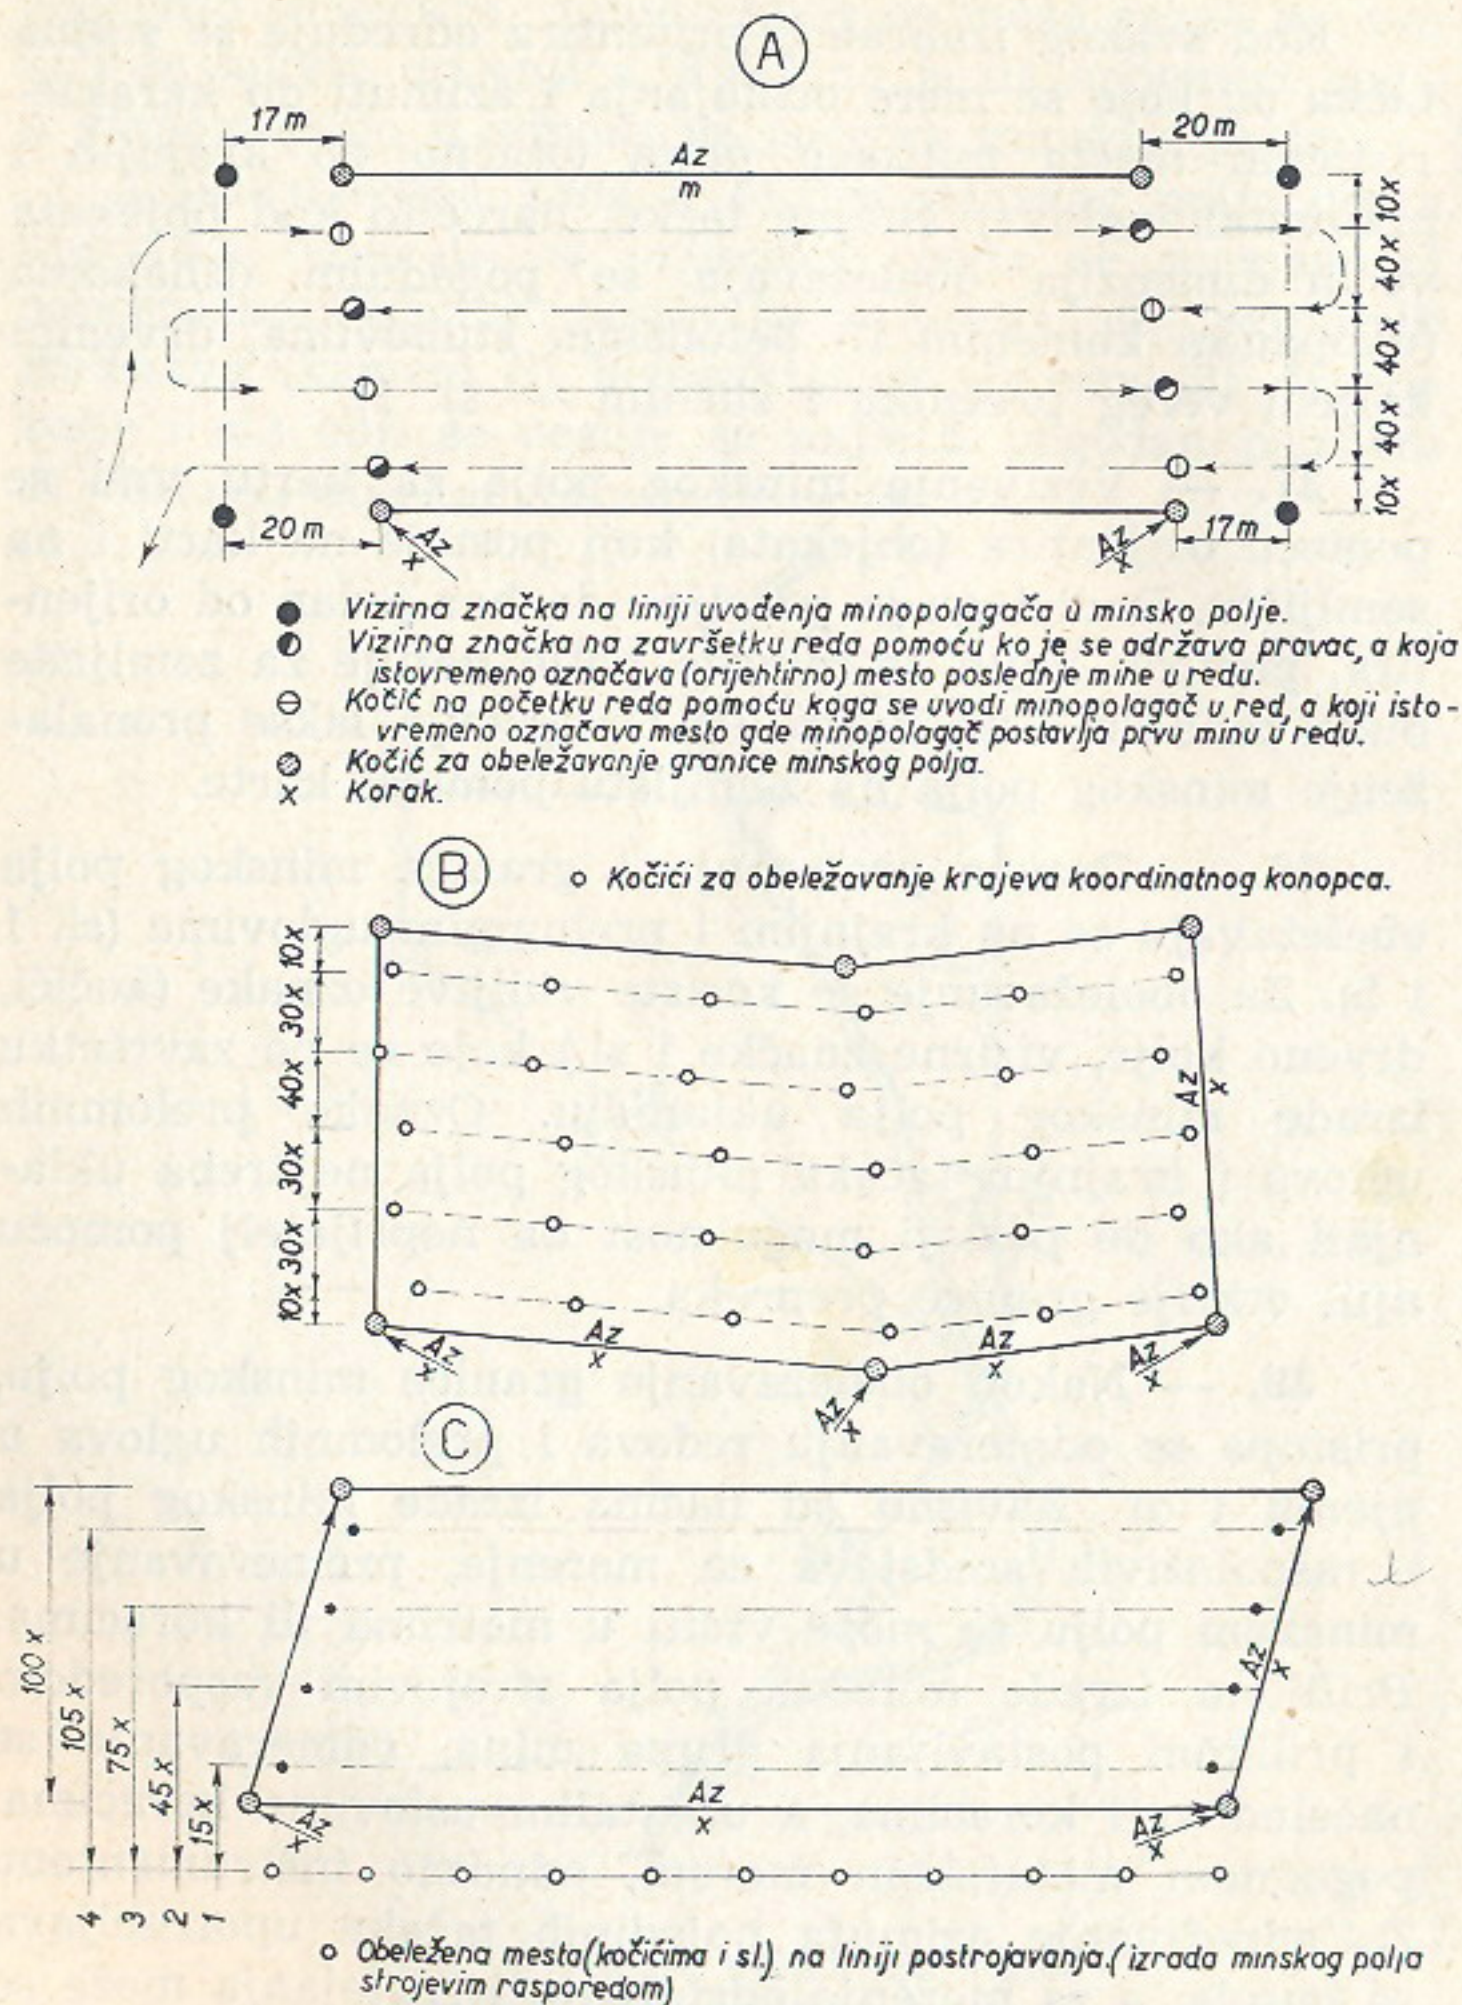 A
17 m
20 m
Az
m
10x
40x
40x
40x
10x
20 m
Az
x
Az
x
17 m
Vizirna značka na liniji uvođenja minopolagača u minsko polje.
Vizirna značka na završetku reda pomoću ko je se održava pravac, a koja
istovremeno označava (orijehtirno) mesto poslednje mine u redu.
Kočić na početku reda pomoću koga se uvodi minopolagač u red, a koji isto-
vremeno označava mesto gde minopolagač postavlja prvu minu u redu.
Kočić za obeležavanje granice minskog polja.
x Korak.
B
Kočići za obeležavanje krajeva koordinatnog konopca.
10x
30x
40x
30x
30x
10x
Az
x
Az
x
Az
x
Az
x
Az
x
Az
x
C
100 x
105 x
75 x
45 x
15 x
Az
x
Az
x
Az
x
Az
x
4
3
2
1
Obeležena mesta (kočićima i sl.) na liniji postrojavanja. (izrada minskog polja
strojevim rasporedom)